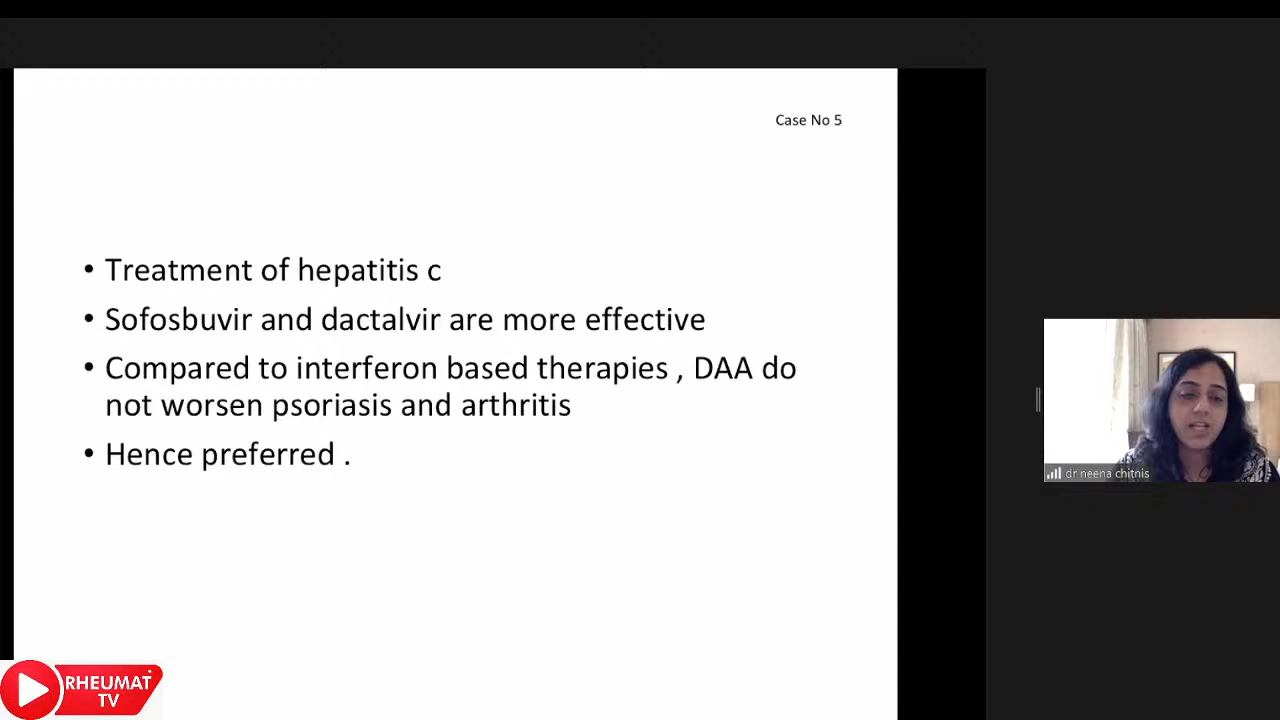 Case No 5
• Treatment of hepatitis c
• Sofosbuvir and dactalvir are more effective
• Compared to interferon based therapies , DAA do
not worsen psoriasis and arthritis
• Hence preferred .
dr neena chitnis
RHEUMAT
TV